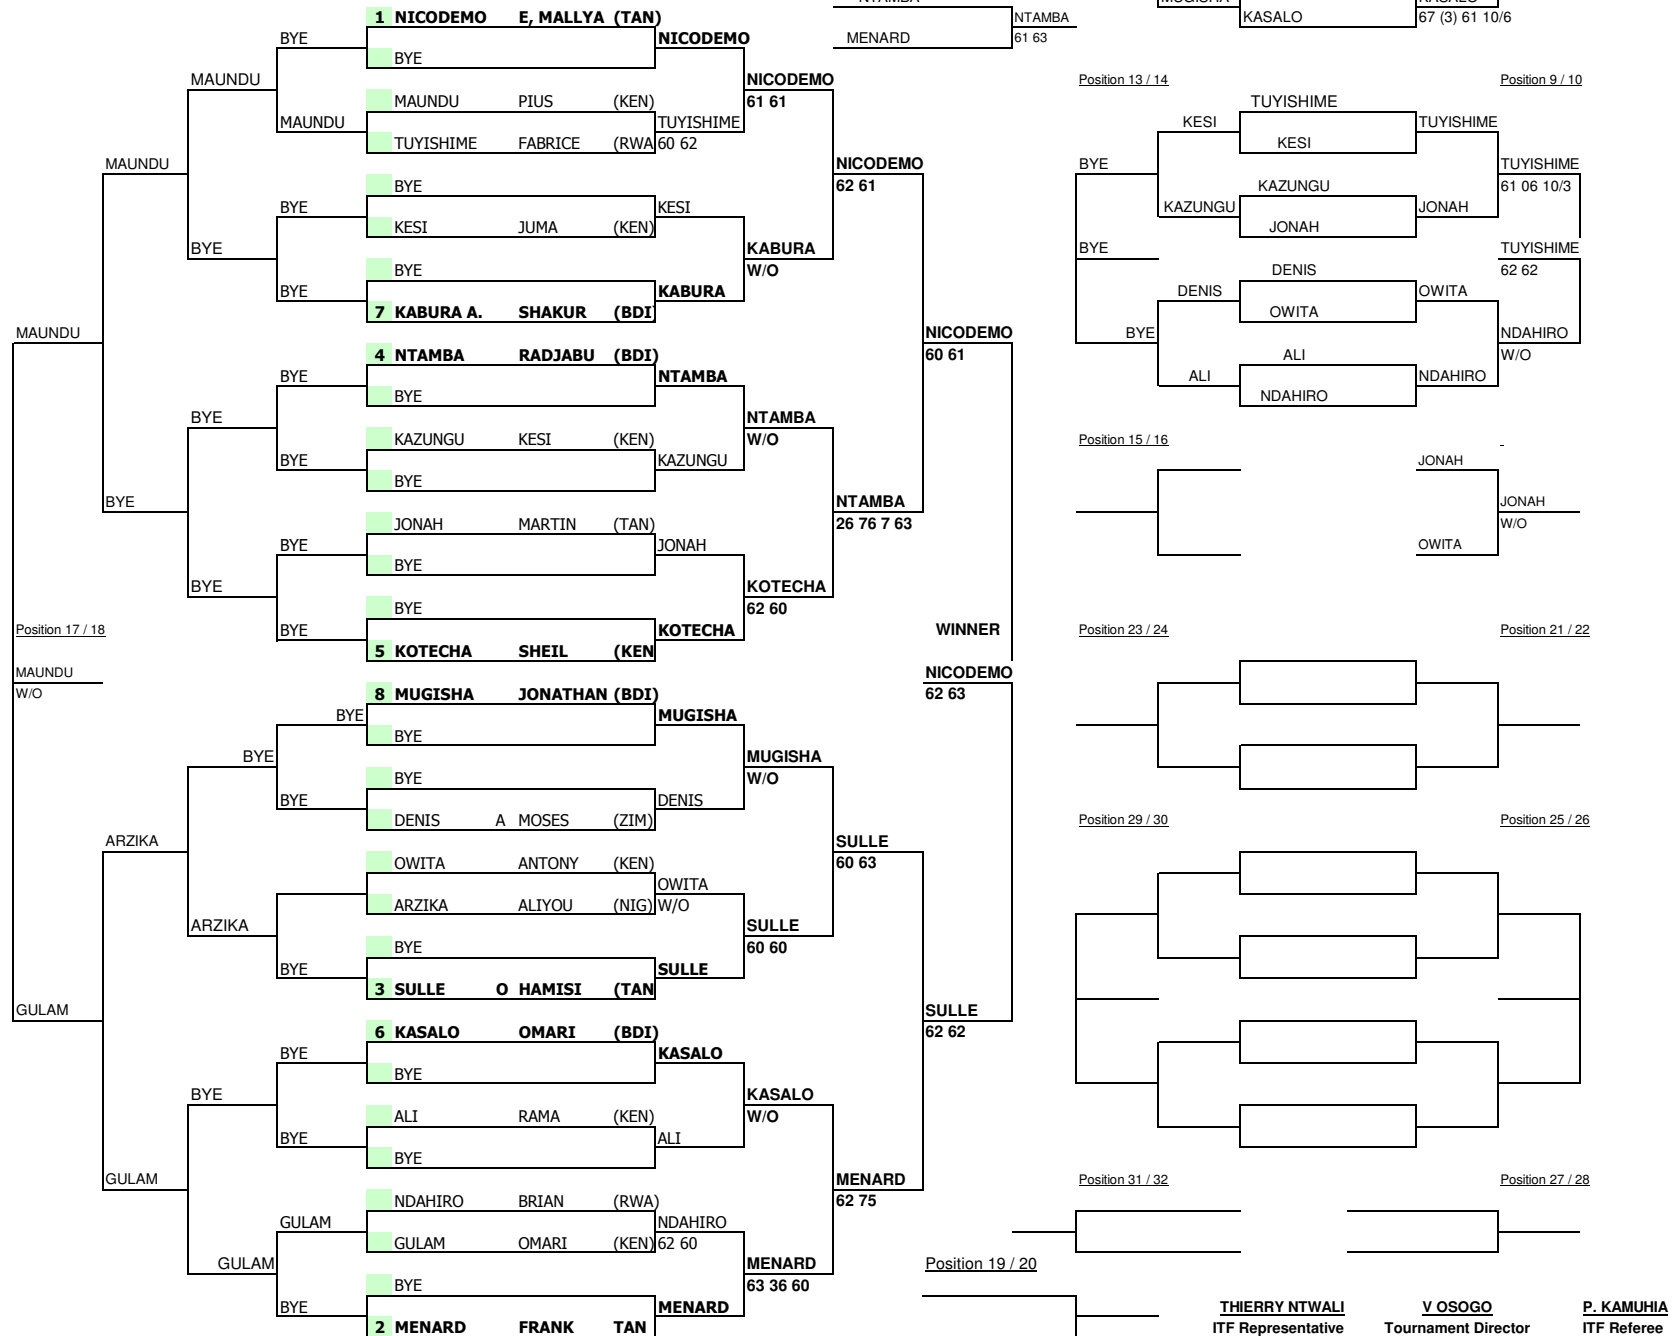 NTAMBA
MUGISHA
KASALO
1 NICODEMO E, MALLYA (TAN)
NTAMBA
KASALO
67 (3) 61 10/6
BYE
NICODEMO
MENARD
61 63
BYE
MAUNDU
NICODEMO
Position 13 / 14
Position 9 / 10
MAUNDU PIUS (KEN)
61 61
TUYISHIME
MAUNDU
TUYISHIME
KESI
TUYISHIME
TUYISHIME FABRICE (RWA
60 62
KESI
MAUNDU
NICODEMO
BYE
TUYISHIME
BYE
62 61
KAZUNGU
61 06 10/3
BYE
KESI
KAZUNGU
JONAH
KESI JUMA (KEN)
JONAH
BYE
KABURA
BYE
TUYISHIME
BYE
W/O
DENIS
62 62
BYE
KABURA
DENIS
OWITA
7 KABURA A. SHAKUR (BDI)
OWITA
MAUNDU
NICODEMO
BYE
NDAHIRO
4 NTAMBA RADJABU (BDI)
60 61
ALI
W/O
BYE
NTAMBA
ALI
NDAHIRO
BYE
NDAHIRO
BYE
NTAMBA
KAZUNGU KESI (KEN)
W/O
Position 15 / 16
BYE
KAZUNGU
JONAH
BYE
BYE
NTAMBA
JONAH
JONAH MARTIN (TAN)
26 76 7 63
W/O
BYE
JONAH
OWITA
BYE
BYE
KOTECHA
BYE
62 60
Position 17 / 18
BYE
KOTECHA
WINNER
Position 23 / 24
Position 21 / 22
5 KOTECHA SHEIL (KEN
MAUNDU
NICODEMO
W/O
8 MUGISHA JONATHAN (BDI)
62 63
BYE
MUGISHA
BYE
BYE
MUGISHA
BYE
W/O
BYE
DENIS
DENIS A MOSES (ZIM)
Position 29 / 30
Position 25 / 26
ARZIKA
SULLE
OWITA ANTONY (KEN)
60 63
OWITA
ARZIKA ALIYOU (NIG)
W/O
ARZIKA
SULLE
BYE
60 60
BYE
SULLE
3 SULLE O HAMISI (TAN
GULAM
SULLE
6 KASALO OMARI (BDI)
62 62
BYE
KASALO
BYE
BYE
KASALO
ALI RAMA (KEN)
W/O
BYE
ALI
BYE
GULAM
MENARD
Position 31 / 32
Position 27 / 28
NDAHIRO BRIAN (RWA)
62 75
GULAM
NDAHIRO
GULAM OMARI (KEN)
62 60
GULAM
MENARD
Position 19 / 20
BYE
63 36 60
BYE
MENARD
THIERRY NTWALI
V OSOGO
P. KAMUHIA
2 MENARD FRANK TAN
ITF Representative
Tournament Director
ITF Referee